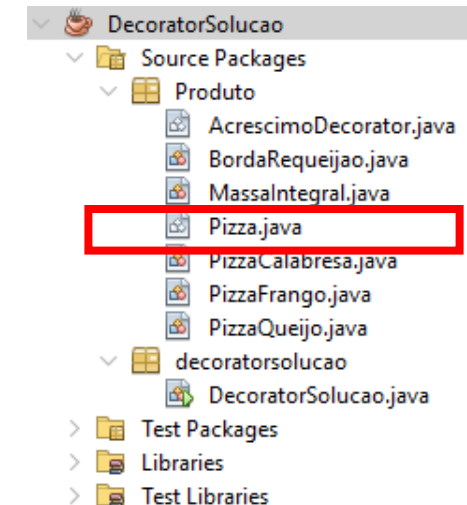 DecoratorSolucao
Source Packages
Produto
AcrescimoDecorator.java
BordaRequeijao.java
MassaIntegral.java
Pizza.java
PizzaCalabresa.java
PizzaFrango.java
PizzaQueijo.java
decoratorsolucao
DecoratorSolucao.java
Test Packages
Libraries
Test Libraries